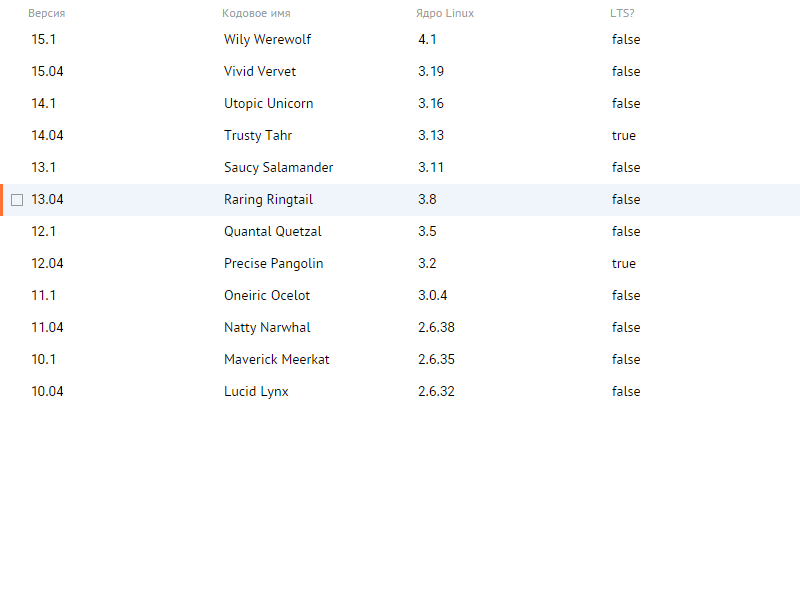 Версия Кодовое имя Ядро Linux LTS?
15.1 Wily Werewolf 4.1 false
15.04 Vivid Vervet 3.19 false
14.1 Utopic Unicorn 3.16 false
14.04 Trusty Tahr 3.13 true
13.1 Saucy Salamander 3.11 false
13.04 Raring Ringtail 3.8 false
12.1 Quantal Quetzal 3.5 false
12.04 Precise Pangolin 3.2 true
11.1 Oneiric Ocelot 3.0.4 false
11.04 Natty Narwhal 2.6.38 false
10.1 Maverick Meerkat 2.6.35 false
10.04 Lucid Lynx 2.6.32 false